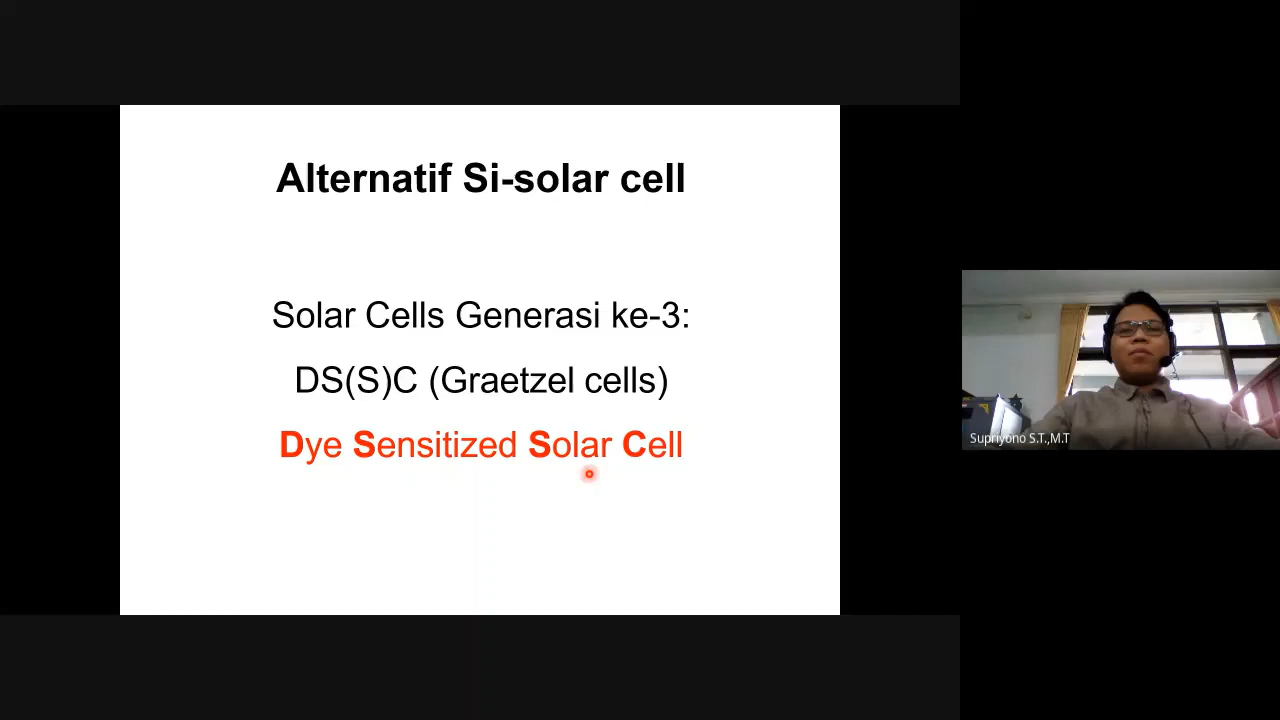 Alternatif Si-solar cell
Solar Cells Generasi ke-3:
DS(S)C (Graetzel cells)
Dye Sensitized Solar Cell
Supriyono S.T.,M.T